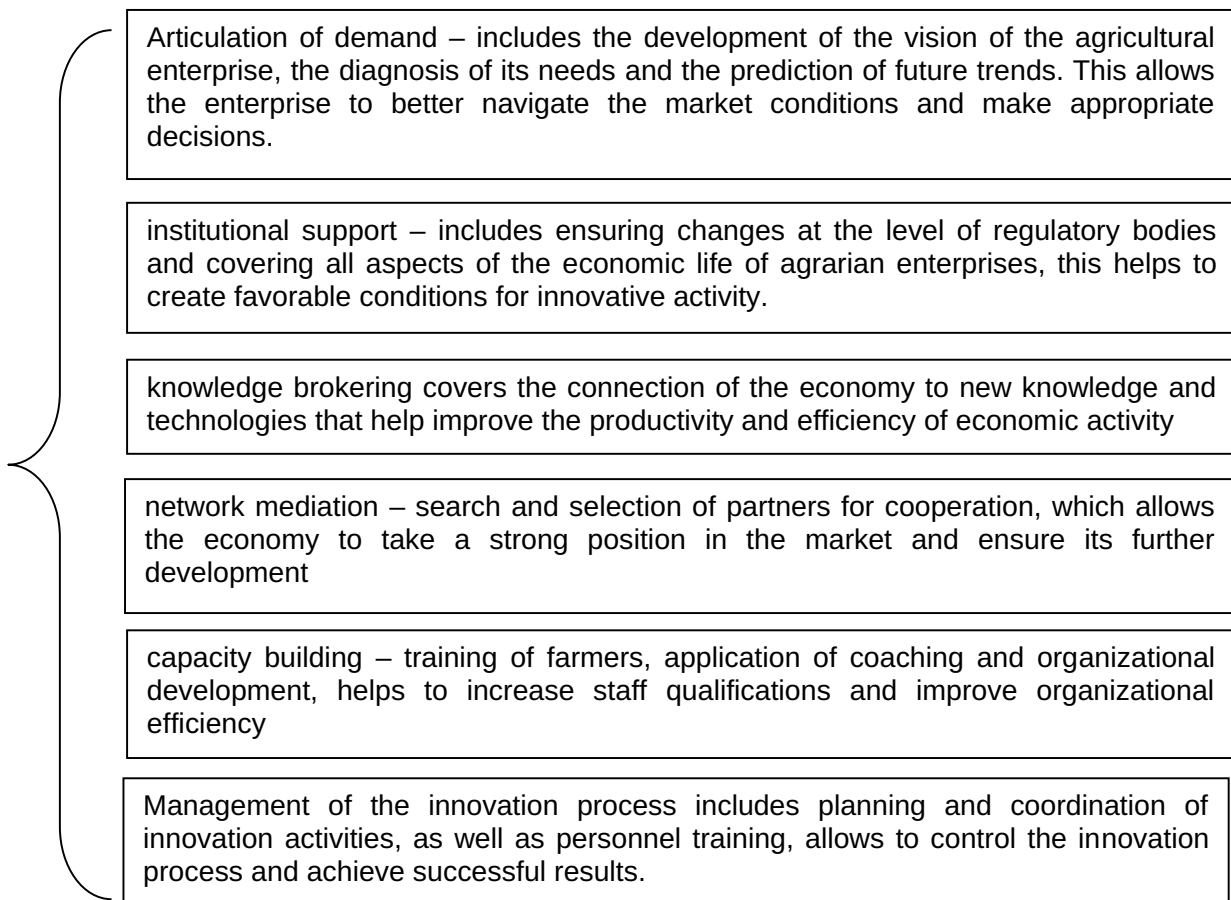 Articulation of demand – includes the development of the vision of the agricultural
enterprise, the diagnosis of its needs and the prediction of future trends. This allows
the enterprise to better navigate the market conditions and make appropriate
decisions.
institutional support – includes ensuring changes at the level of regulatory bodies
and covering all aspects of the economic life of agrarian enterprises, this helps to
create favorable conditions for innovative activity.
knowledge brokering covers the connection of the economy to new knowledge and
technologies that help improve the productivity and efficiency of economic activity
network mediation – search and selection of partners for cooperation, which allows
the economy to take a strong position in the market and ensure its further
development
capacity building – training of farmers, application of coaching and organizational
development, helps to increase staff qualifications and improve organizational
efficiency
Management of the innovation process includes planning and coordination of
innovation activities, as well as personnel training, allows to control the innovation
process and achieve successful results.